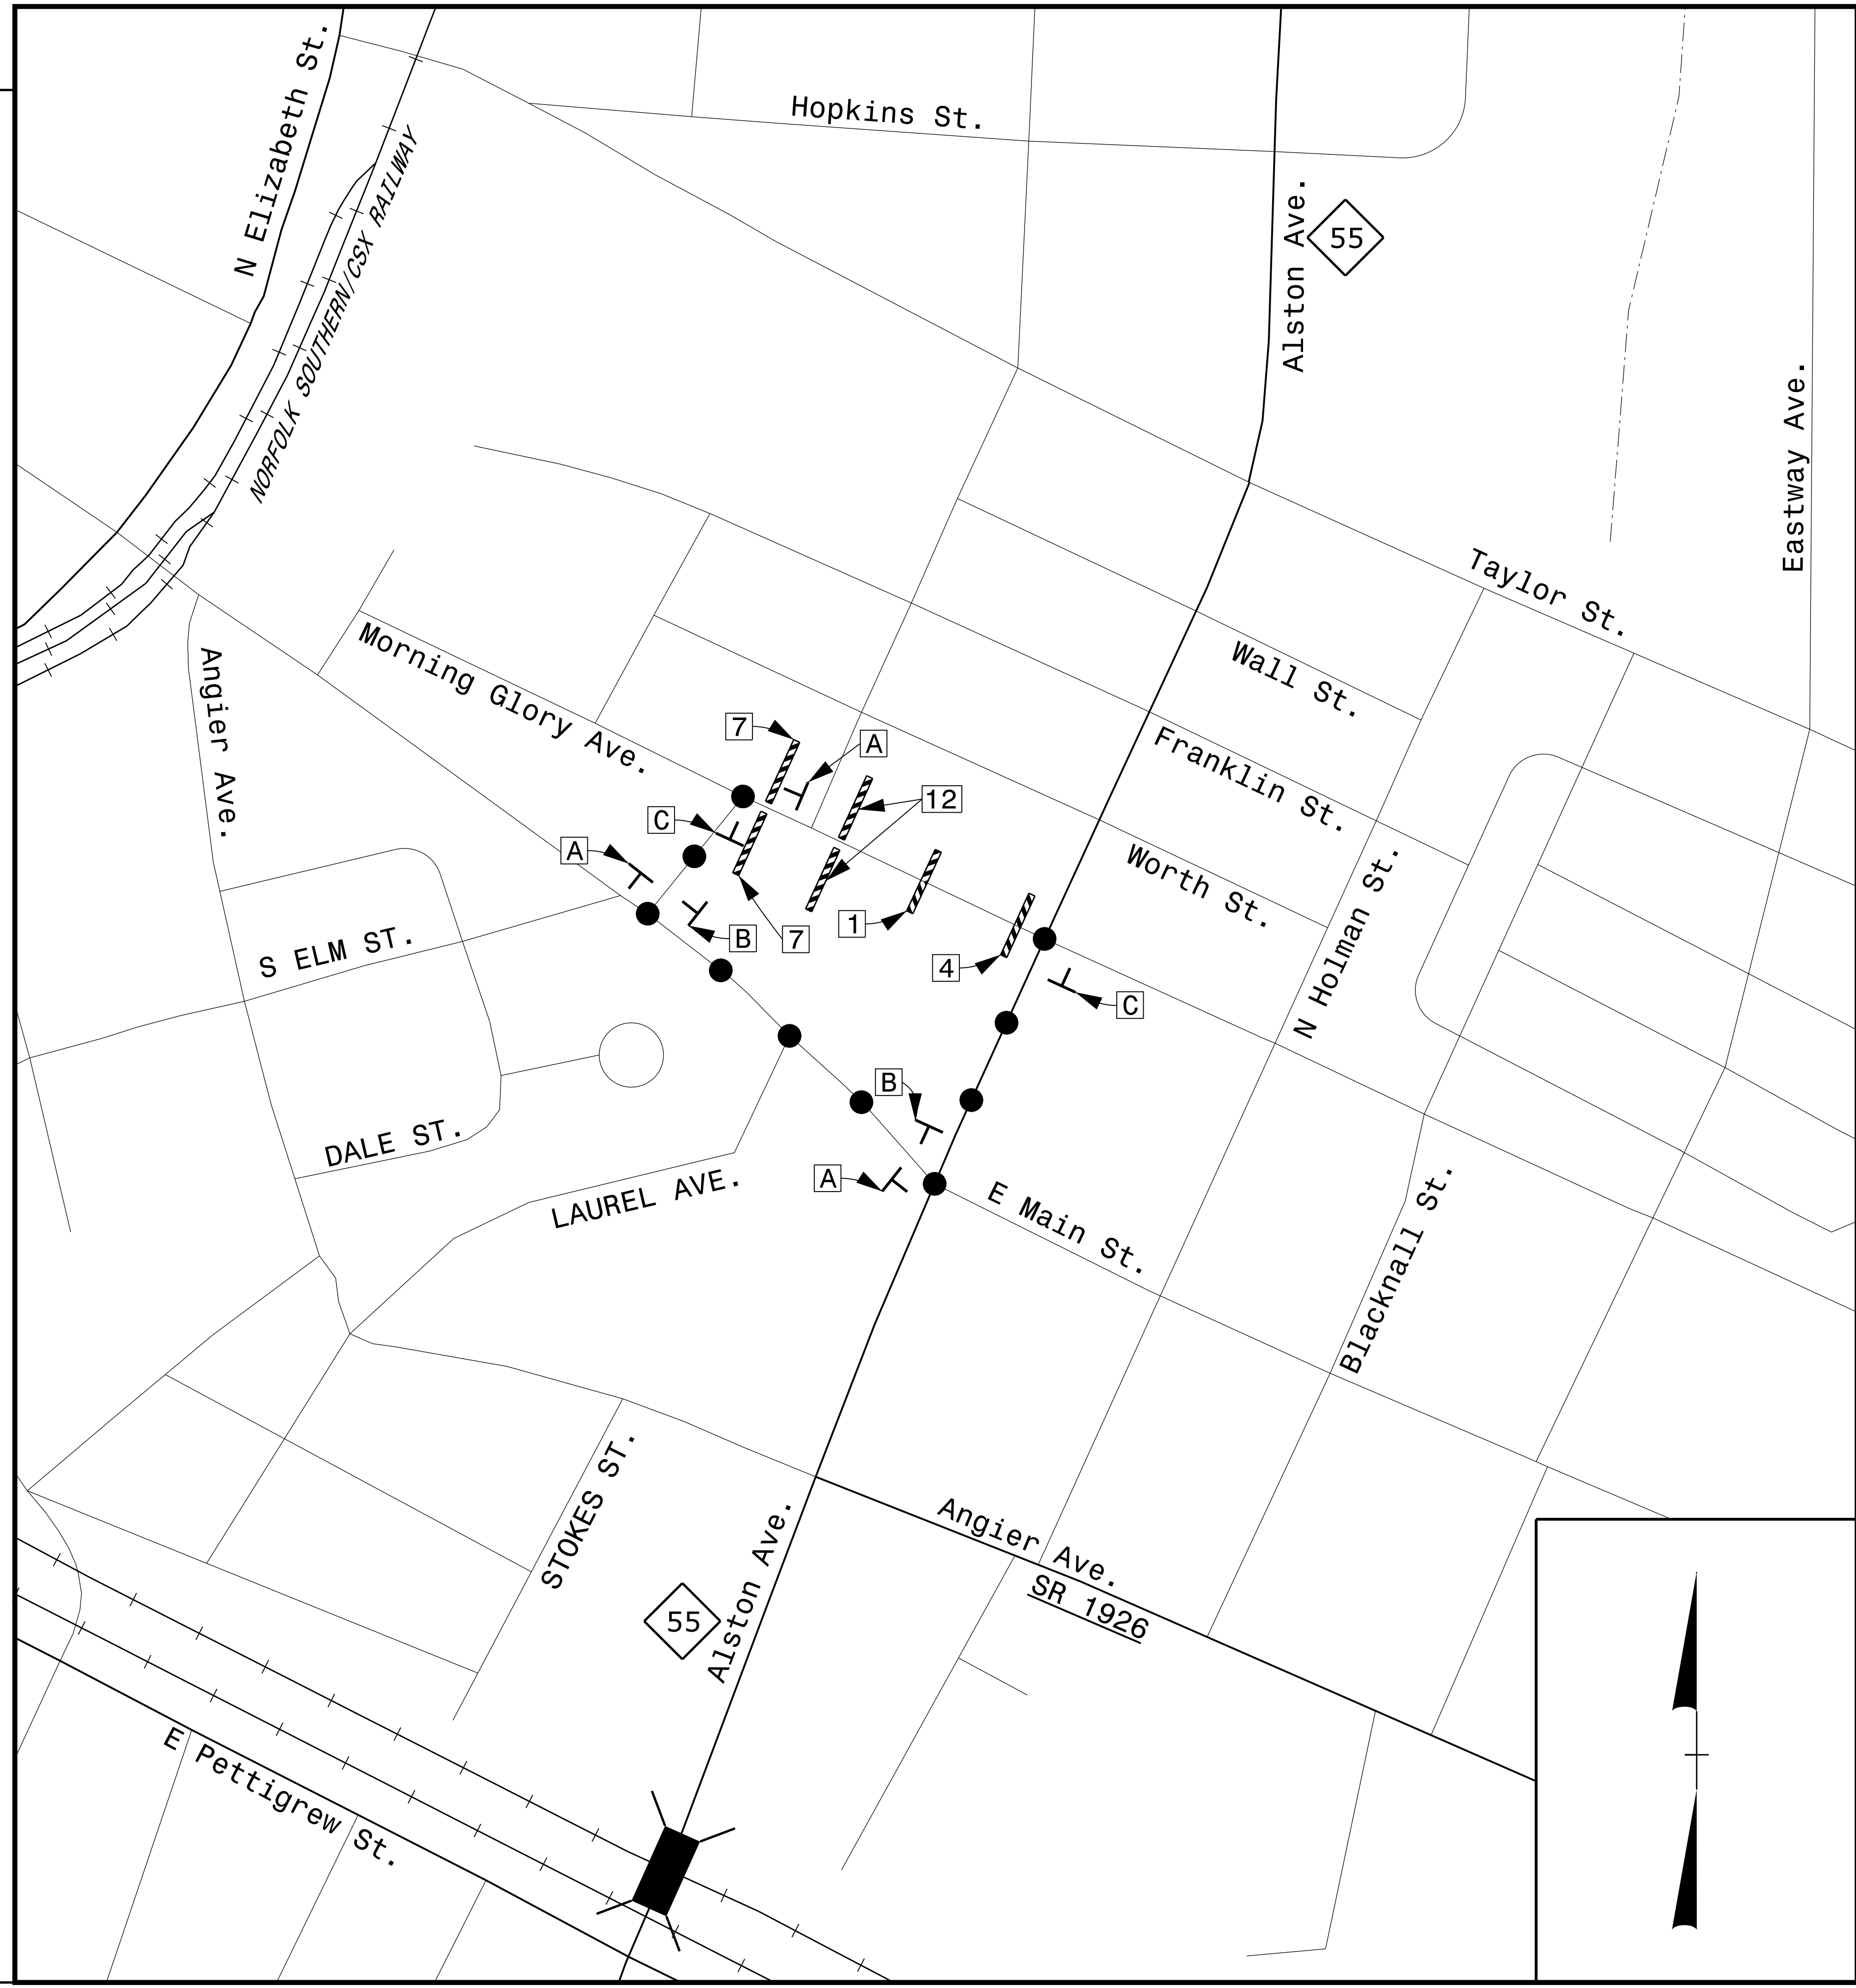 N Elizabeth St.
Hopkins St.
NORFOLK SOUTHERN/CSX RAILWAY
Alston Ave.
55
Eastway Ave.
Taylor St.
Morning Glory Ave.
Angier Ave.
Wall St.
Franklin St.
7
A
12
C
A
Worth St.
1
B
7
S ELM ST.
4
C
N Holman St.
B
DALE ST.
A
LAUREL AVE.
E Main St.
Blacknall St.
STOKES ST.
Alston Ave.
55
Angier Ave.
SR 1926
E Pettigrew St.